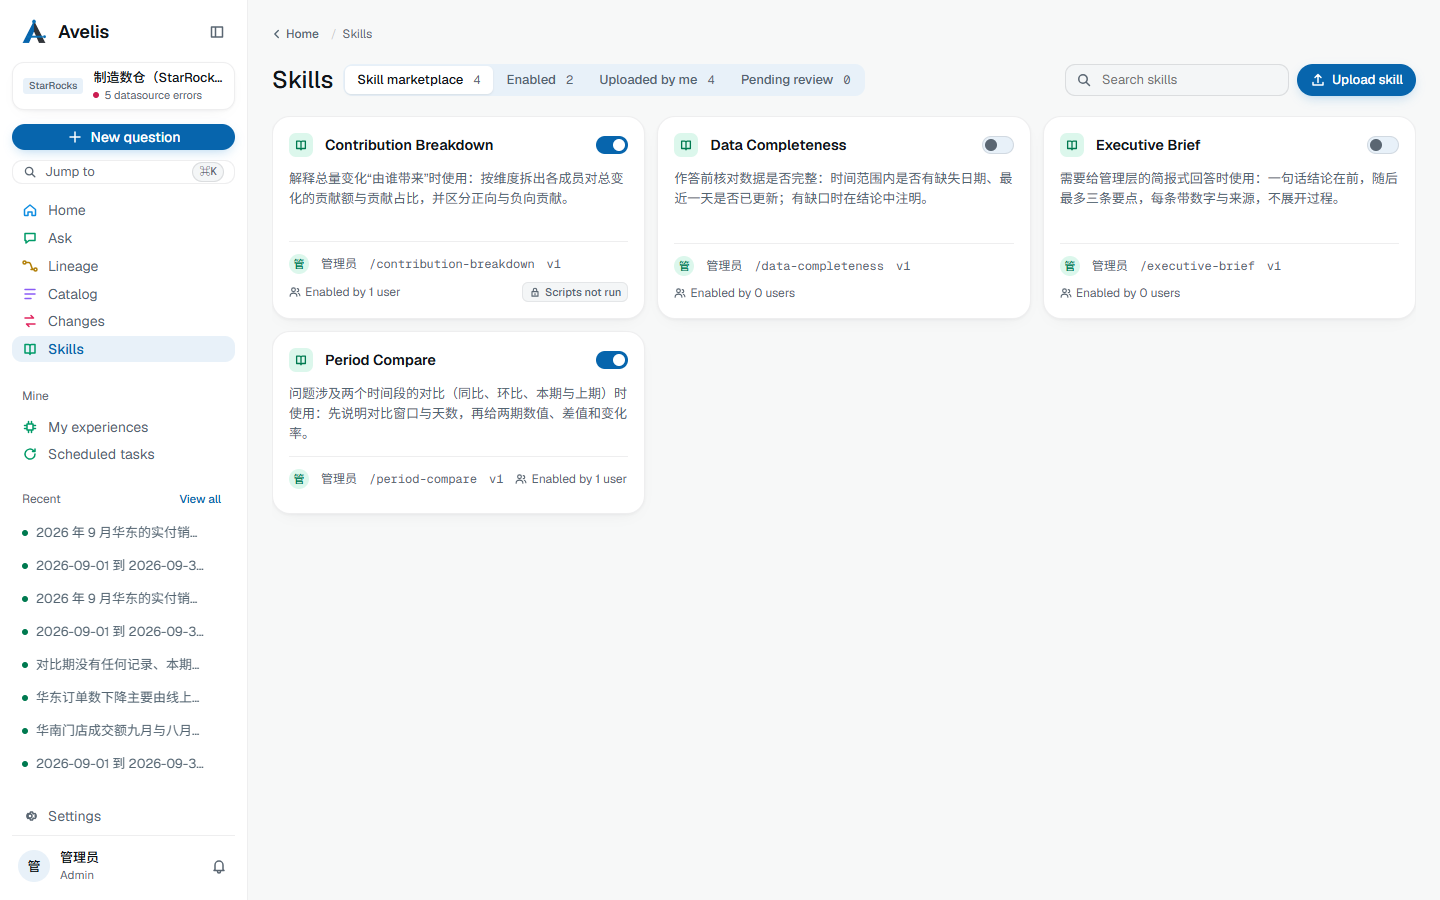 Avelis
StarRocks
制造数仓（StarRock...
5 datasource errors
New question
Jump to
⌘K
Home
Ask
Lineage
Catalog
Changes
Skills
Mine
My experiences
Scheduled tasks
Recent
View all
2026 年 9 月华东的实付销...
2026-09-01 到 2026-09-3...
2026 年 9 月华东的实付销...
2026-09-01 到 2026-09-3...
对比期没有任何记录、本期...
华东订单数下降主要由线上...
华南门店成交额九月与八月...
2026-09-01 到 2026-09-3...
Settings
管
管理员
Admin
Home / Skills
Skills
Skill marketplace 4
Enabled 2
Uploaded by me 4
Pending review 0
Search skills
Upload skill
Contribution Breakdown
解释总量变化“由谁带来”时使用：按维度拆出各成员对总变
化的贡献额与贡献占比，并区分正向与负向贡献。
管 管理员 /contribution-breakdown v1
Enabled by 1 user
Scripts not run
Data Completeness
作答前核对数据是否完整：时间范围内是否有缺失日期、最
近一天是否已更新；有缺口时在结论中注明。
管 管理员 /data-completeness v1
Enabled by 0 users
Executive Brief
需要给管理层的简报式回答时使用：一句话结论在前，随后
最多三条要点，每条带数字与来源，不展开过程。
管 管理员 /executive-brief v1
Enabled by 0 users
Period Compare
问题涉及两个时间段的对比（同比、环比、本期与上期）时
使用：先说明对比窗口与天数，再给两期数值、差值和变化
率。
管 管理员 /period-compare v1 Enabled by 1 user